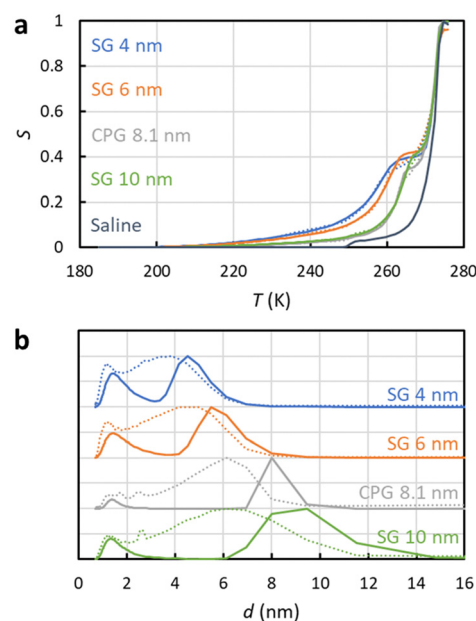 a
1
0.8
0.6
0.4
0.2
0
S
SG 4 nm
SG 6 nm
CPG 8.1 nm
SG 10 nm
Saline
180 200 220 240 260 280
T (K)
b
SG 4 nm
SG 6 nm
CPG 8.1 nm
SG 10 nm
0 2 4 6 8 10 12 14 16
d (nm)